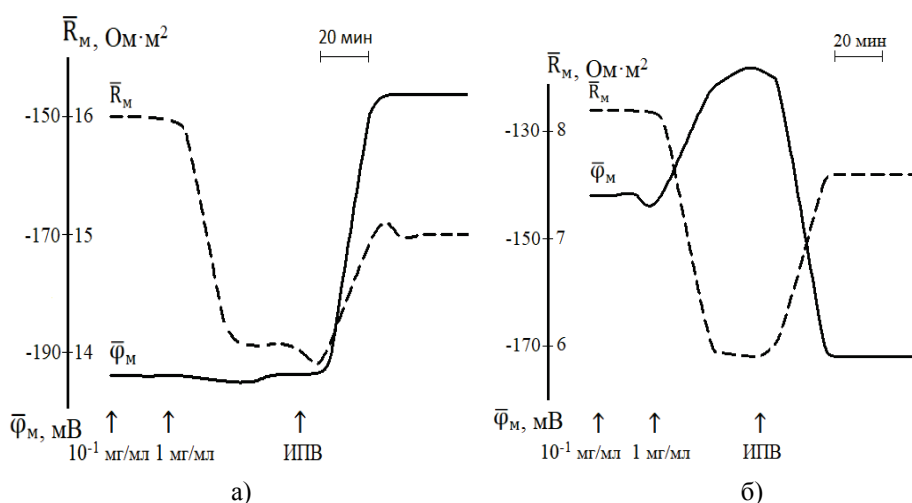 R̅м, Ом·м²
20 мин
R̅м
-150 16
-170 15
-190 14
φ̅м
φ̅м, мВ
10⁻¹ мг/мл 1 мг/мл ИПВ
а)
20 мин
R̅м, Ом·м²
R̅м
-130 8
φ̅м
-150 7
-170 6
φ̅м, мВ
10⁻¹ мг/мл 1 мг/мл ИПВ
б)